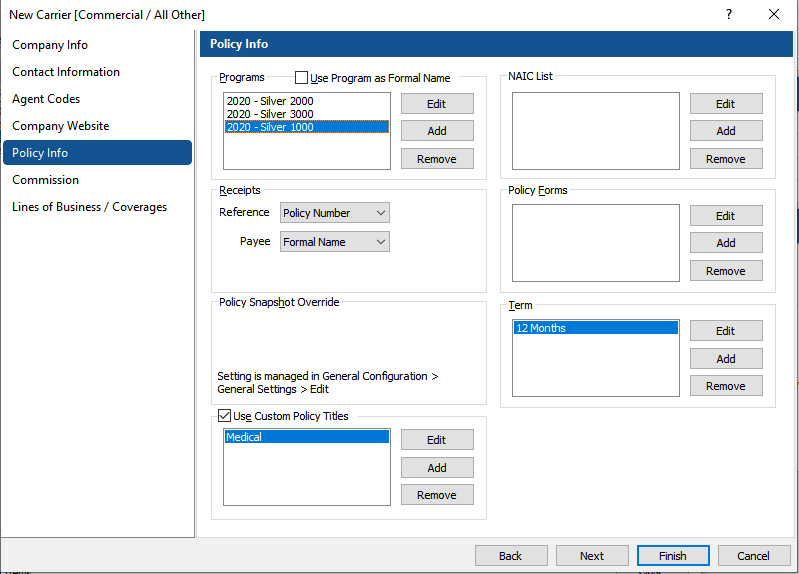 New Carrier [Commercial / All Other]
?
Company Info
Contact Information
Agent Codes
Company Website
Policy Info
Commission
Lines of Business / Coverages
Policy Info
Programs
Use Program as Formal Name
2020 - Silver 2000
2020 - Silver 3000
2020 - Silver 1000
Edit
Add
Remove
Receipts
Reference
Policy Number
Payee
Formal Name
Policy Snapshot Override
Setting is managed in General Configuration >
General Settings > Edit
Use Custom Policy Titles
Medical
Edit
Add
Remove
NAIC List
Edit
Add
Remove
Policy Forms
Edit
Add
Remove
Term
12 Months
Edit
Add
Remove
Back
Next
Finish
Cancel